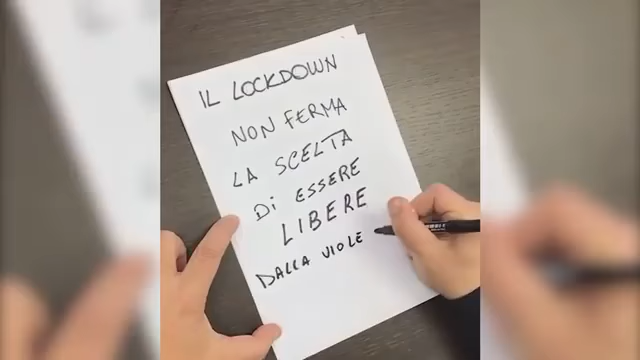 IL LOCKDOWN
NON FERMA
LA SCELTA
Di ESSERE
LIBERE
DALLA VIOLE